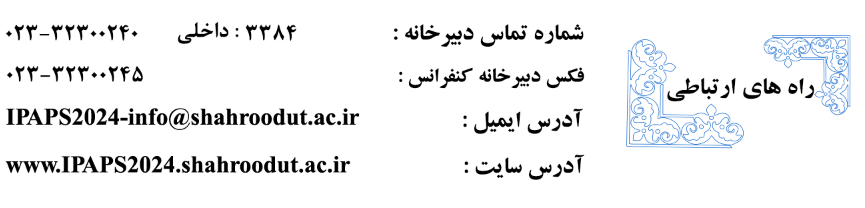 راه های ارتباطی
شماره تماس دبیرخانه : ۰۲۳-۳۲۳۰۰۲۴۰ داخلی : ۳۳۸۴
فکس دبیرخانه کنفرانس : ۰۲۳-۳۲۳۰۰۲۴۵
آدرس ایمیل : IPAPS2024-info@shahroodut.ac.ir
آدرس سایت : www.IPAPS2024.shahroodut.ac.ir